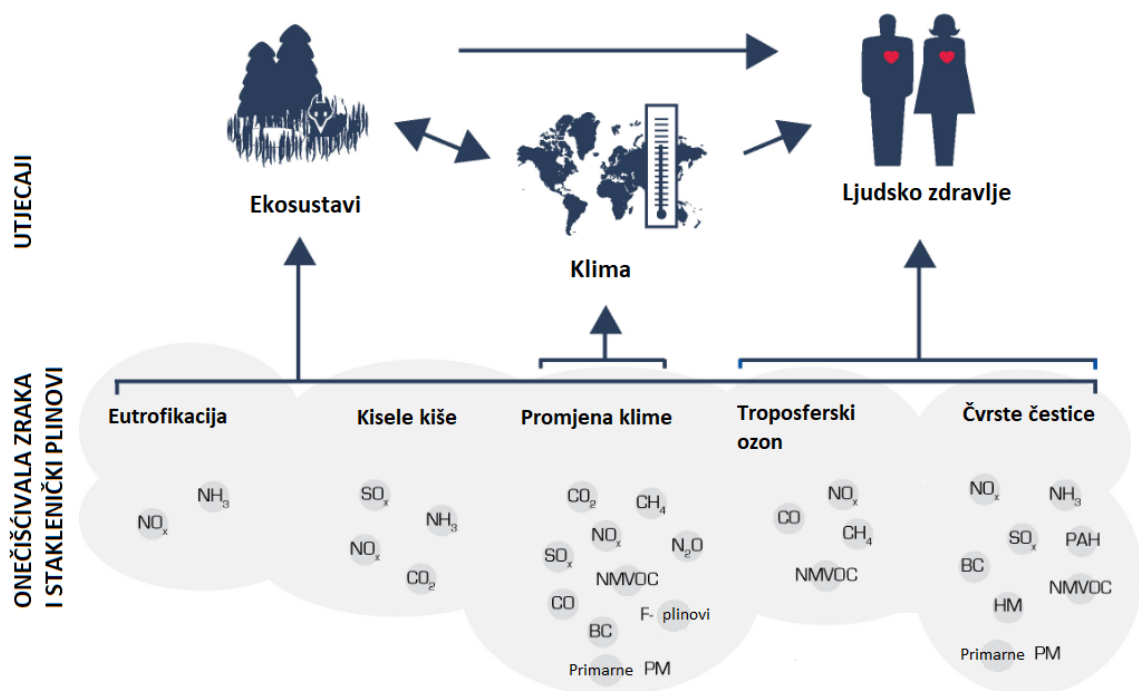 UTJECAJI
Ekosustavi
Klima
Ljudsko zdravlje
ONEČIŠĆIVALA ZRAKA
I STAKLENIČKI PLINOVI
Eutrofikacija
NH₃
NOₓ
Kisele kiše
SOₓ
NH₃
NOₓ
CO₂
Promjena klime
CO₂
CH₄
NOₓ
N₂O
SOₓ
NMVOC
CO
F- plinovi
BC
Primarne PM
Troposferski
ozon
NOₓ
CO
CH₄
NMVOC
Čvrste čestice
NOₓ
NH₃
SOₓ
PAH
BC
NMVOC
HM
Primarne PM